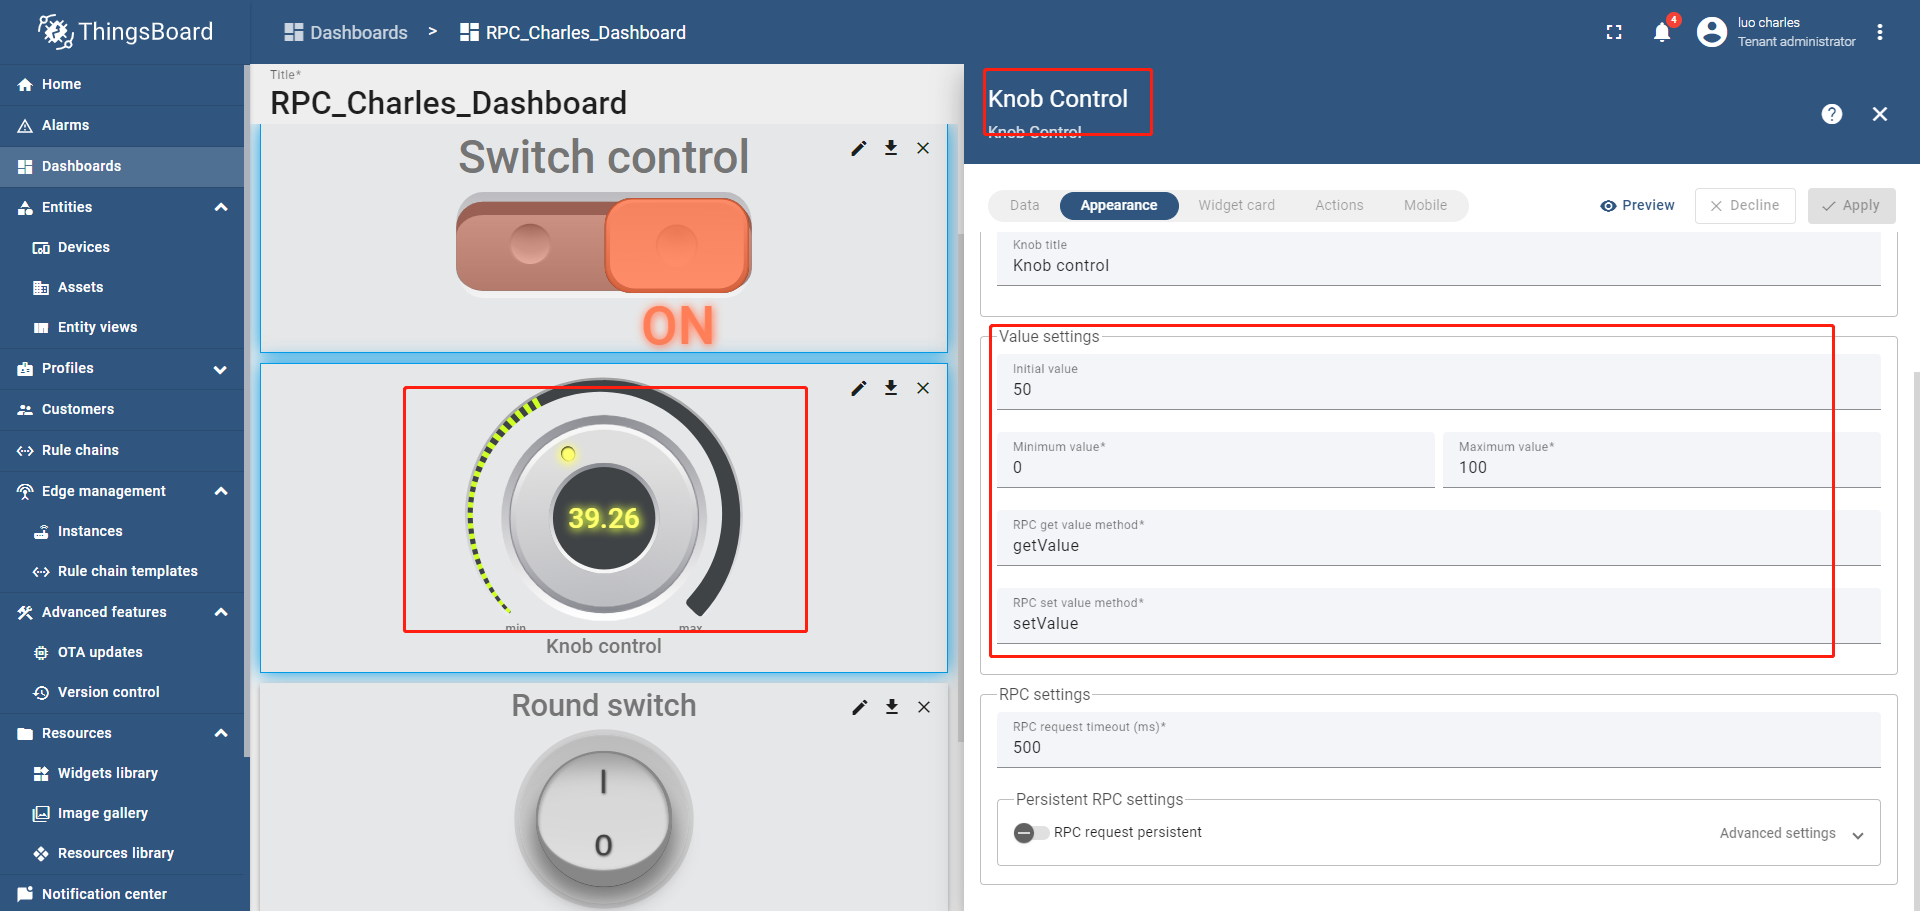 ThingsBoard
Dashboards > RPC_Charles_Dashboard
4
luo charles
Tenant administrator
Home
Alarms
Dashboards
Entities
Devices
Assets
Entity views
Profiles
Customers
Rule chains
Edge management
Instances
Rule chain templates
Advanced features
OTA updates
Version control
Resources
Widgets library
Image gallery
Resources library
Notification center
Title*
RPC_Charles_Dashboard
Switch control
ON
39.26
min
max
Knob control
Round switch
I
0
Knob Control
Knob Control
?
Data
Appearance
Widget card
Actions
Mobile
Preview
Decline
Apply
Knob title
Knob control
Value settings
Initial value
50
Minimum value*
0
Maximum value*
100
RPC get value method*
getValue
RPC set value method*
setValue
RPC settings
RPC request timeout (ms)*
500
Persistent RPC settings
RPC request persistent
Advanced settings